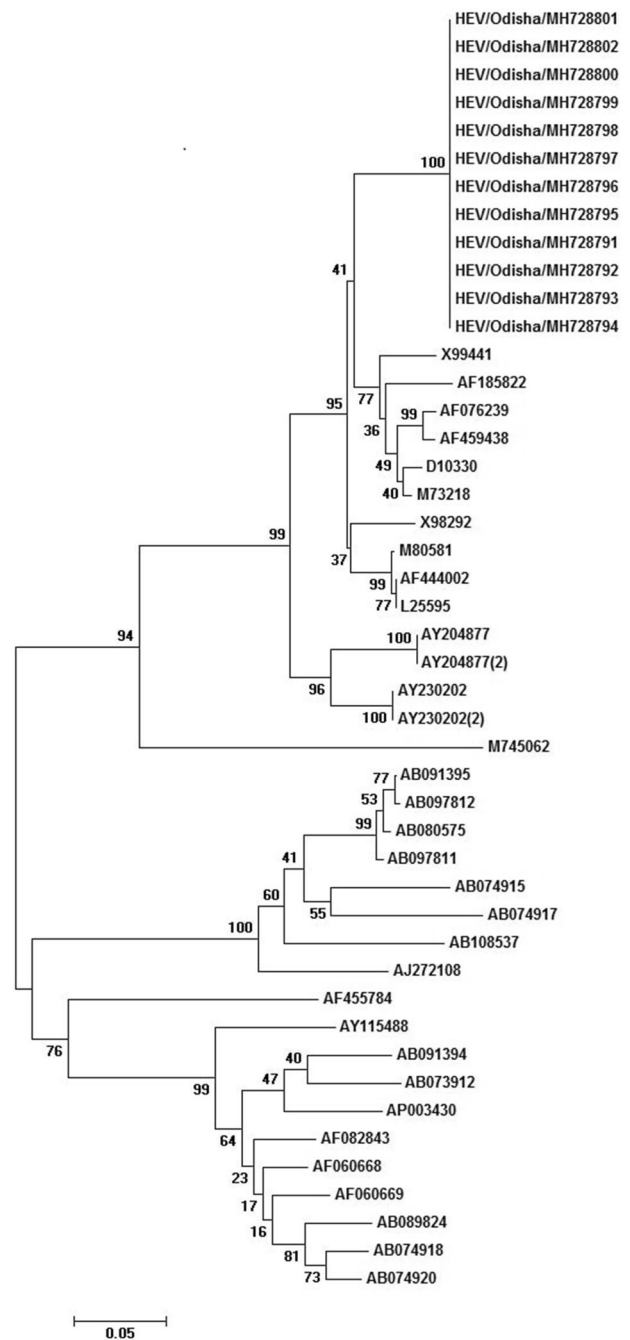 HEV/Odisha/MH728801
HEV/Odisha/MH728802
HEV/Odisha/MH728800
HEV/Odisha/MH728799
HEV/Odisha/MH728798
100
HEV/Odisha/MH728797
HEV/Odisha/MH728796
HEV/Odisha/MH728795
HEV/Odisha/MH728791
41
HEV/Odisha/MH728792
HEV/Odisha/MH728793
HEV/Odisha/MH728794
X99441
77
AF185822
95
99
AF076239
36
AF459438
49
D10330
40
M73218
X98292
99
37
M80581
99
AF444002
77
L25595
94
100
AY204877
AY204877(2)
96
AY230202
100
AY230202(2)
M745062
77
AB091395
53
AB097812
99
AB080575
41
AB097811
60
AB074915
55
AB074917
100
AB108537
AJ272108
AF455784
76
AY115488
99
40
AB091394
47
AB073912
AP003430
64
AF082843
23
AF060668
17
AF060669
16
AB089824
81
AB074918
73
AB074920
0.05